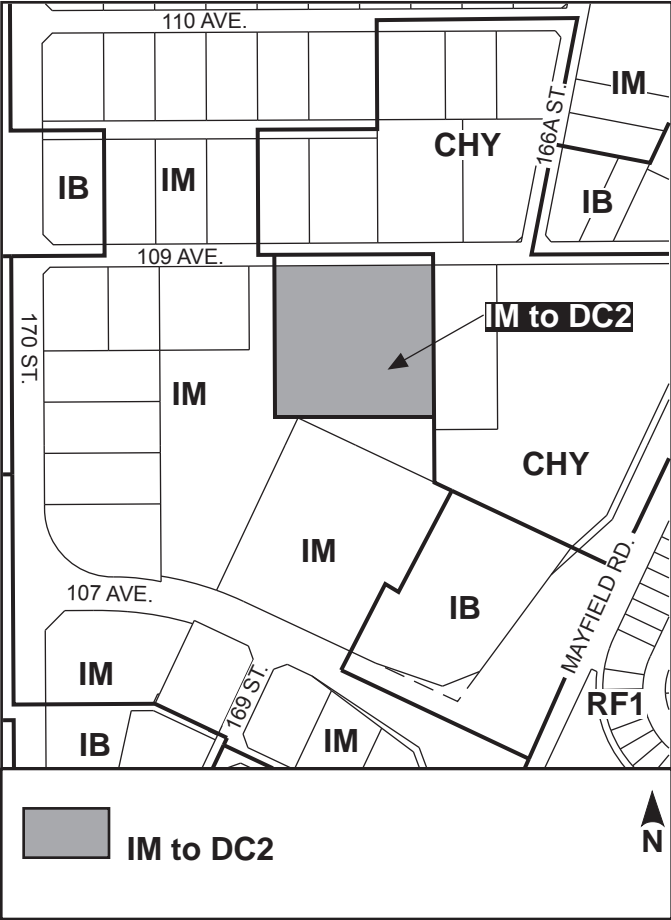 110 AVE.
IM
166A ST.
CHY
IB
IM
IB
109 AVE.
170 ST.
IM to DC2
IM
CHY
IM
107 AVE.
IB
MAYFIELD RD.
IM
169 ST.
RF1
IB
IM
IM to DC2
N